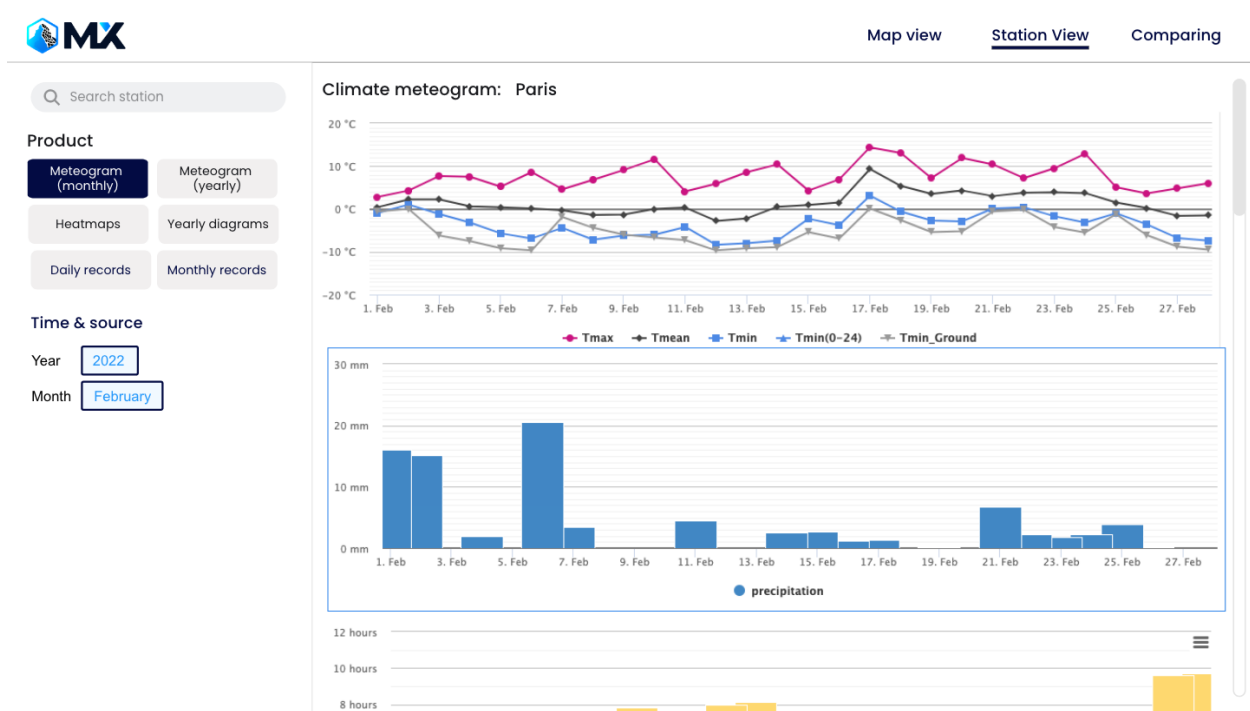 MX
Map view
Station View
Comparing
Search station
Product
Meteogram
(monthly)
Meteogram
(yearly)
Heatmaps
Yearly diagrams
Daily records
Monthly records
Time & source
Year
2022
Month
February
Climate meteogram: Paris
20 °C
10 °C
0 °C
−10 °C
−20 °C
1. Feb
3. Feb
5. Feb
7. Feb
9. Feb
11. Feb
13. Feb
15. Feb
17. Feb
19. Feb
21. Feb
23. Feb
25. Feb
27. Feb
Tmax
Tmean
Tmin
Tmin(0-24)
Tmin_Ground
30 mm
20 mm
10 mm
0 mm
1. Feb
3. Feb
5. Feb
7. Feb
9. Feb
11. Feb
13. Feb
15. Feb
17. Feb
19. Feb
21. Feb
23. Feb
25. Feb
27. Feb
precipitation
12 hours
10 hours
8 hours